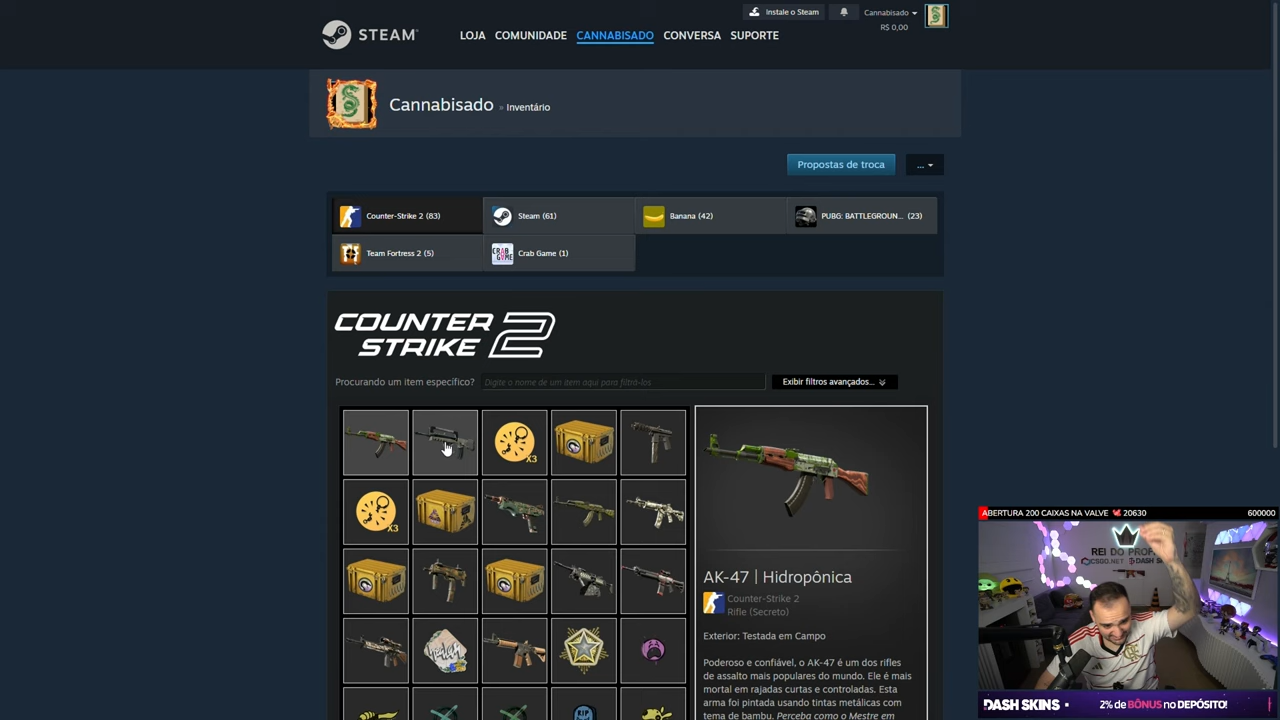 Instale o Steam
Cannabisado
R$ 0,00
STEAM
LOJA
COMUNIDADE
CANNABISADO
CONVERSA
SUPORTE
Cannabisado » Inventário
Propostas de troca
...
Counter-Strike 2 (83)
Steam (61)
Banana (42)
PUBG: BATTLEGROUN... (23)
Team Fortress 2 (5)
CRAB GAME
Crab Game (1)
COUNTER
STRIKE 2
Procurando um item específico?
Digite o nome de um item aqui para filtrá-los
Exibir filtros avançados...
X3
X3
AK-47 | Hidropônica
Counter-Strike 2
Rifle (Secreto)
Exterior: Testada em Campo
Poderoso e confiável, o AK-47 é um dos rifles
de assalto mais populares do mundo. Ele é mais
mortal em rajadas curtas e controladas. Esta
arma foi pintada usando tintas metálicas com
tema de bambu. Perceba como o Mestre em
ABERTURA 200 CAIXAS NA VALVE 20630
600000
REI DO
CSGO.NET
DASH SKINS
2% de BÔNUS no DEPÓSITO!